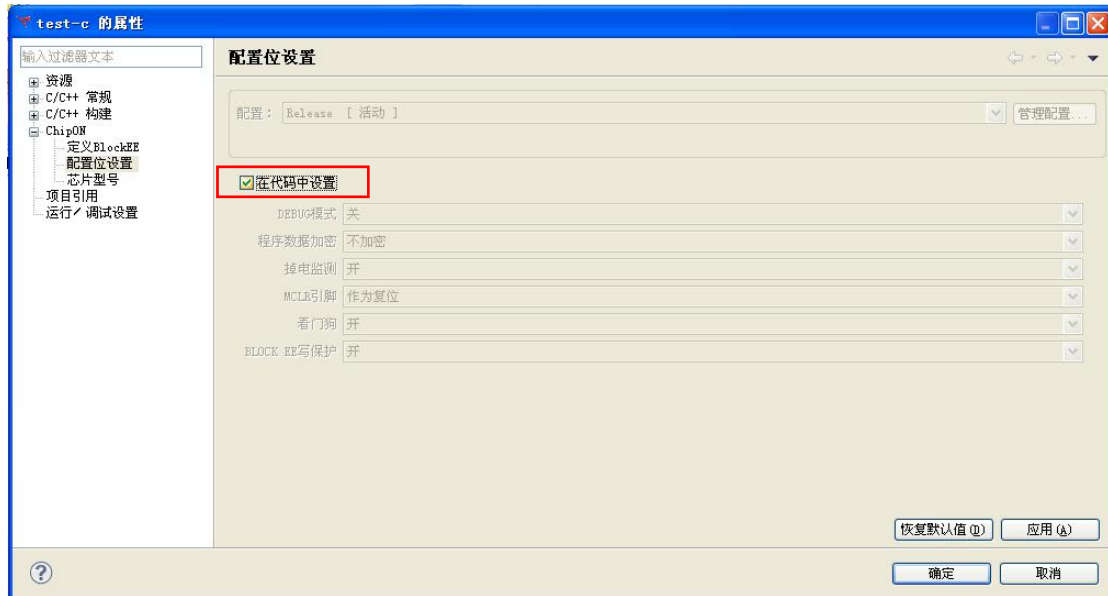 test-c 的属性
输入过滤器文本
资源
C/C++ 常规
C/C++ 构建
ChipON
定义BlockEE
配置位设置
芯片型号
项目引用
运行／调试设置
配置位设置
配置： Release [ 活动 ] 管理配置...
在代码中设置
DEBUG模式 关
程序数据加密 不加密
掉电监测 开
MCLR引脚 作为复位
看门狗 开
BLOCK EE写保护 开
恢复默认值(D) 应用(A)
? 确定 取消